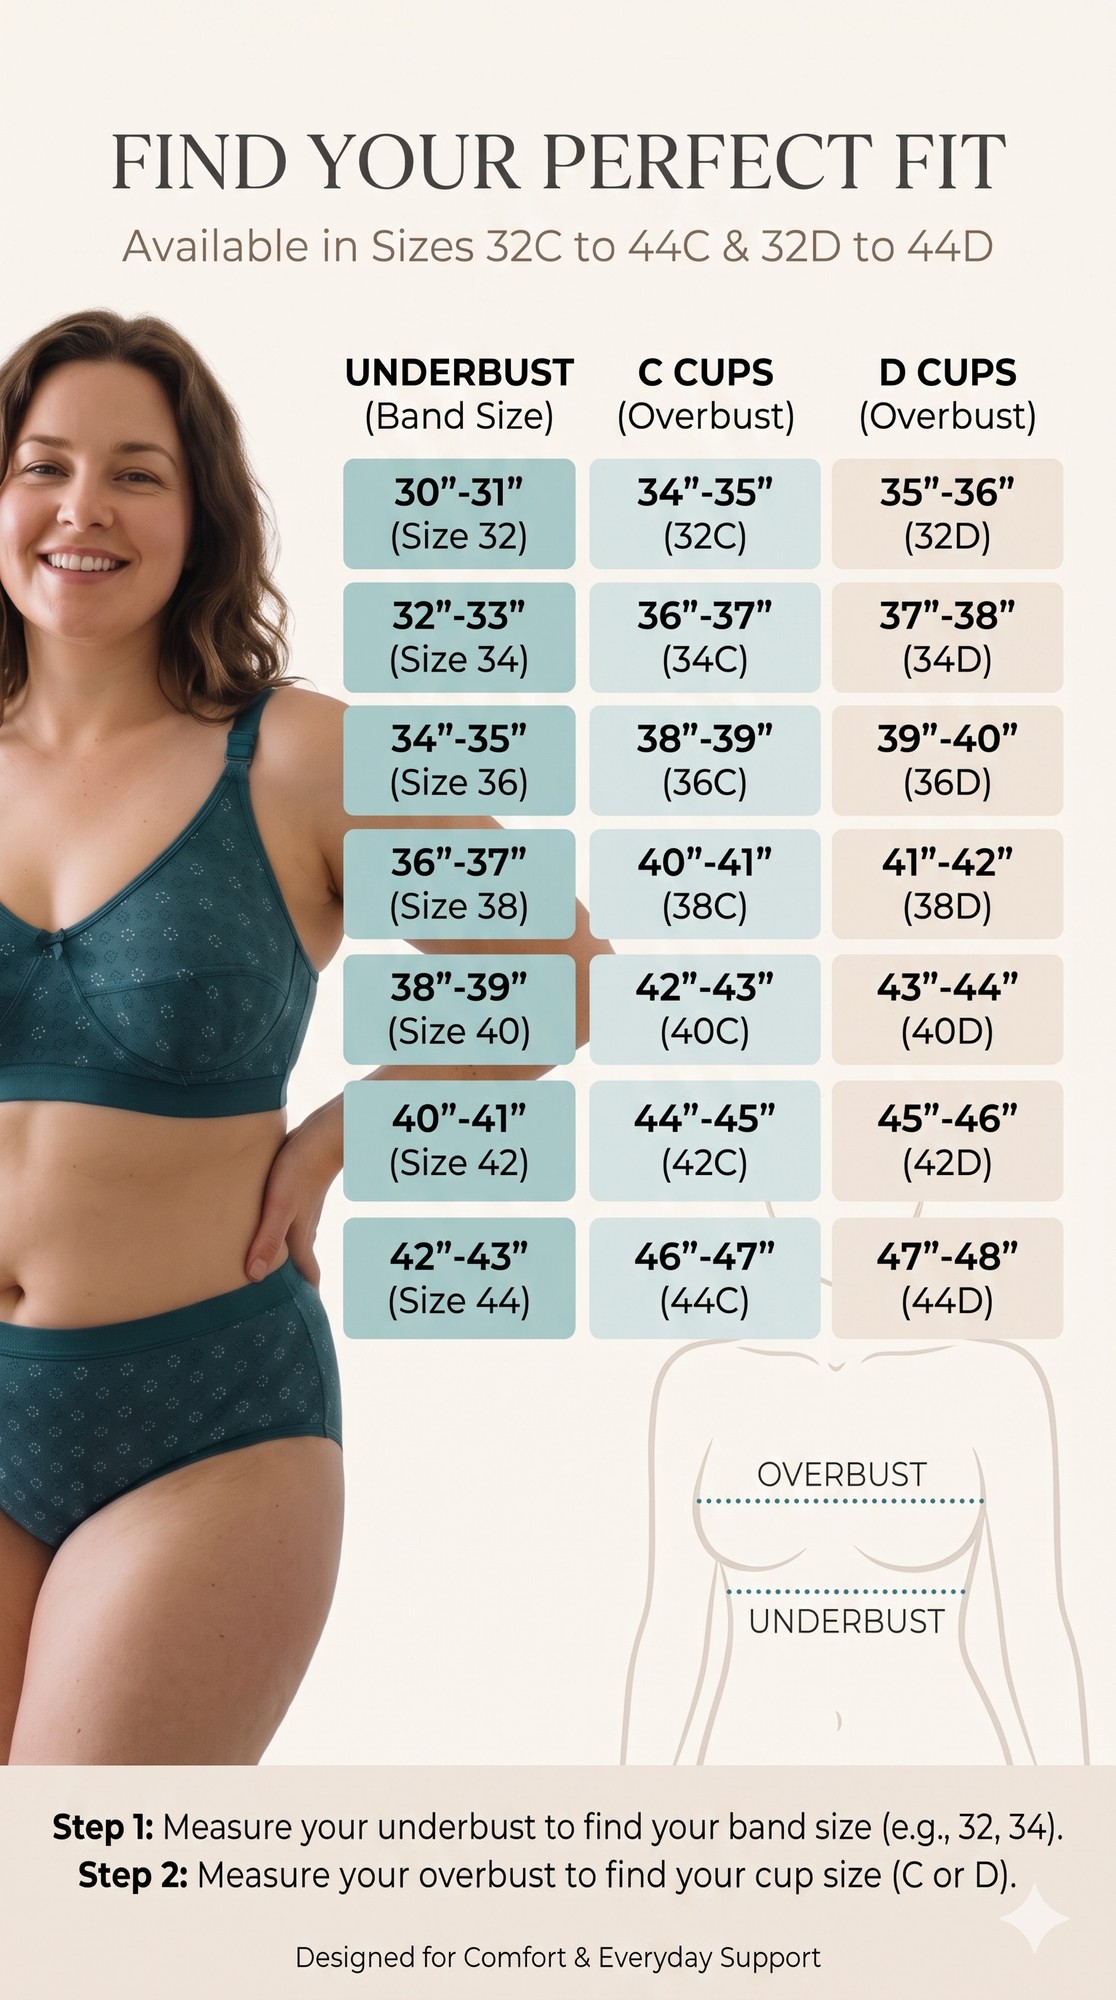 FIND YOUR PERFECT FIT
Available in Sizes 32C to 44C & 32D to 44D
UNDERBUST C CUPS D CUPS
(Band Size) (Overbust) (Overbust)
30”-31” 34”-35” 35”-36”
(Size 32) (32C) (32D)
32”-33” 36”-37” 37”-38”
(Size 34) (34C) (34D)
34”-35” 38”-39” 39”-40”
(Size 36) (36C) (36D)
36”-37” 40”-41” 41”-42”
(Size 38) (38C) (38D)
38”-39” 42”-43” 43”-44”
(Size 40) (40C) (40D)
40”-41” 44”-45” 45”-46”
(Size 42) (42C) (42D)
42”-43” 46”-47” 47”-48”
(Size 44) (44C) (44D)
OVERBUST
UNDERBUST
Step 1: Measure your underbust to find your band size (e.g., 32, 34).
Step 2: Measure your overbust to find your cup size (C or D).
Designed for Comfort & Everyday Support